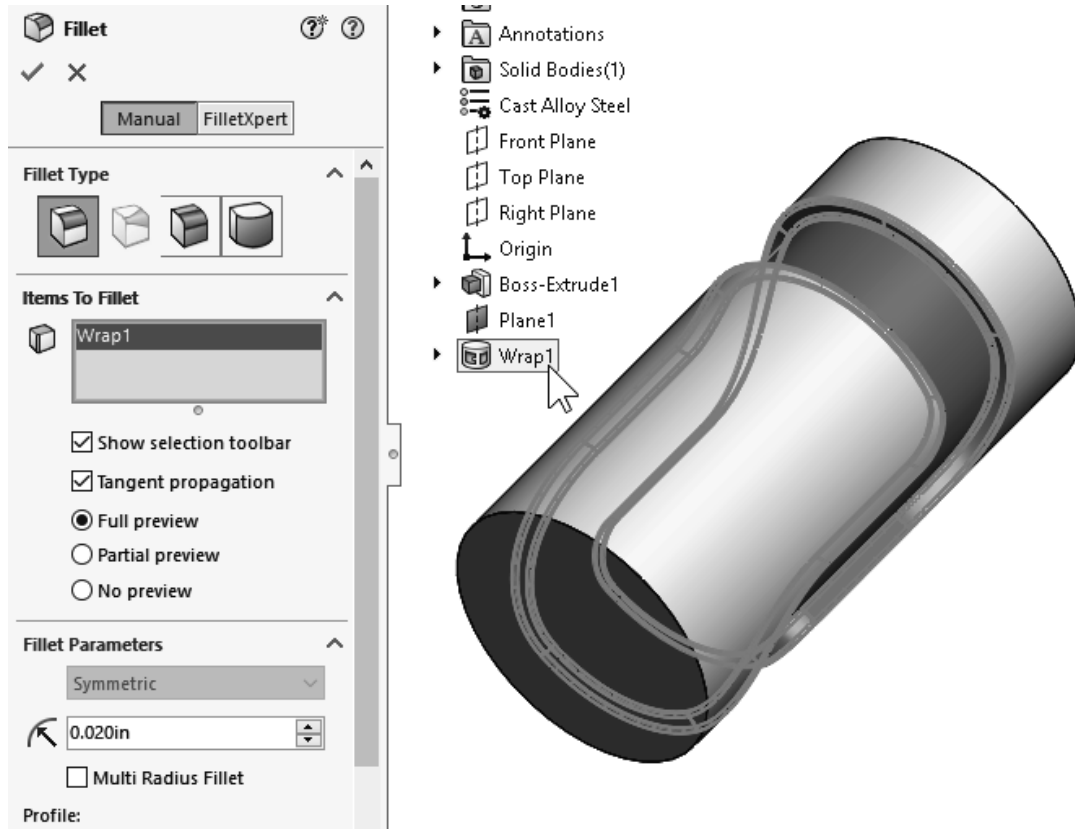 Fillet
Manual FilletXpert
Fillet Type
Items To Fillet
Wrap1
Show selection toolbar
Tangent propagation
Full preview
Partial preview
No preview
Fillet Parameters
Symmetric
0.020in
Multi Radius Fillet
Profile:
Annotations
Solid Bodies(1)
Cast Alloy Steel
Front Plane
Top Plane
Right Plane
Origin
Boss-Extrude1
Plane1
Wrap1